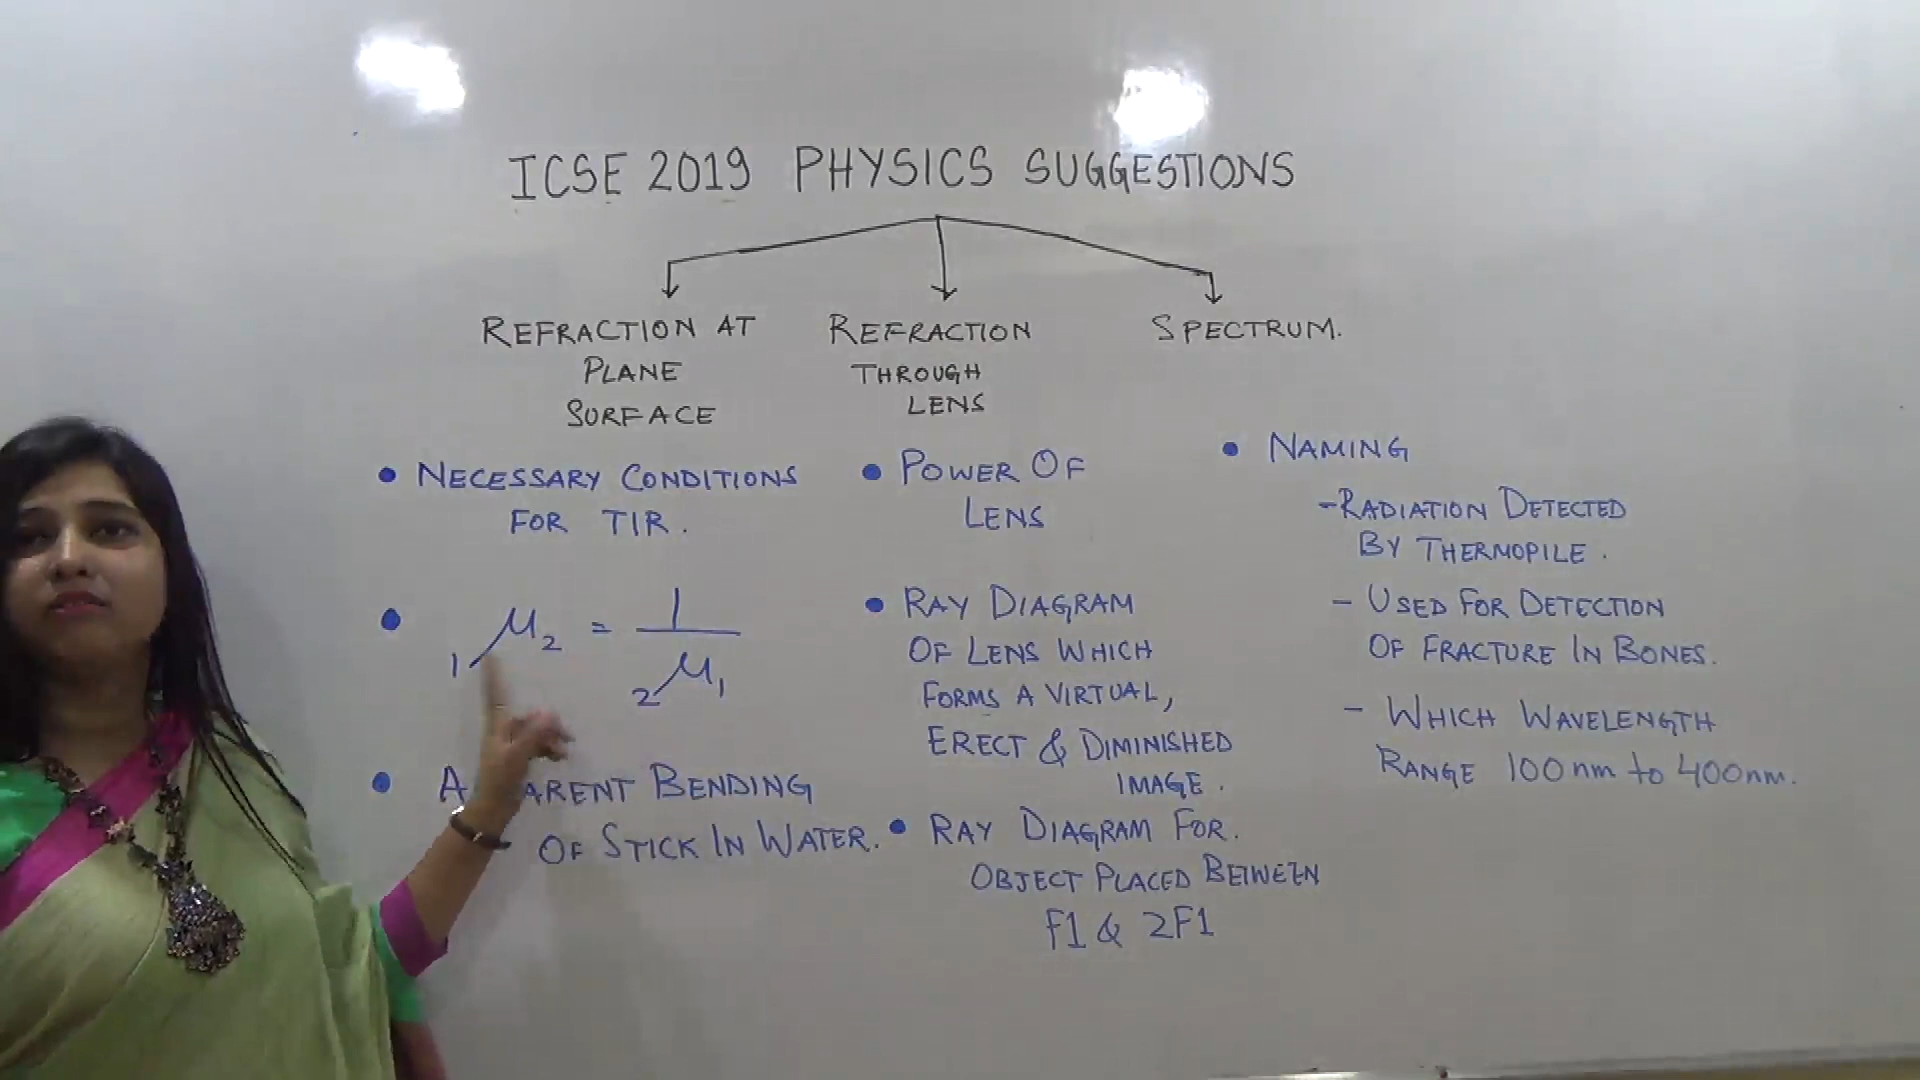 ICSE 2019 PHYSICS SUGGESTIONS
REFRACTION AT
PLANE
SURFACE
• NECESSARY CONDITIONS
FOR TIR.
• ₁μ₂ = 1 / ₂μ₁
• A ARENT BENDING
OF STICK IN WATER.
REFRACTION
THROUGH
LENS
• POWER OF
LENS
• RAY DIAGRAM
OF LENS WHICH
FORMS A VIRTUAL,
ERECT & DIMINISHED
IMAGE.
• RAY DIAGRAM FOR.
OBJECT PLACED BETWEEN
F1 & 2F1
SPECTRUM.
• NAMING
- RADIATION DETECTED
BY THERMOPILE.
- USED FOR DETECTION
OF FRACTURE IN BONES.
- WHICH WAVELENGTH
RANGE 100nm to 400nm.